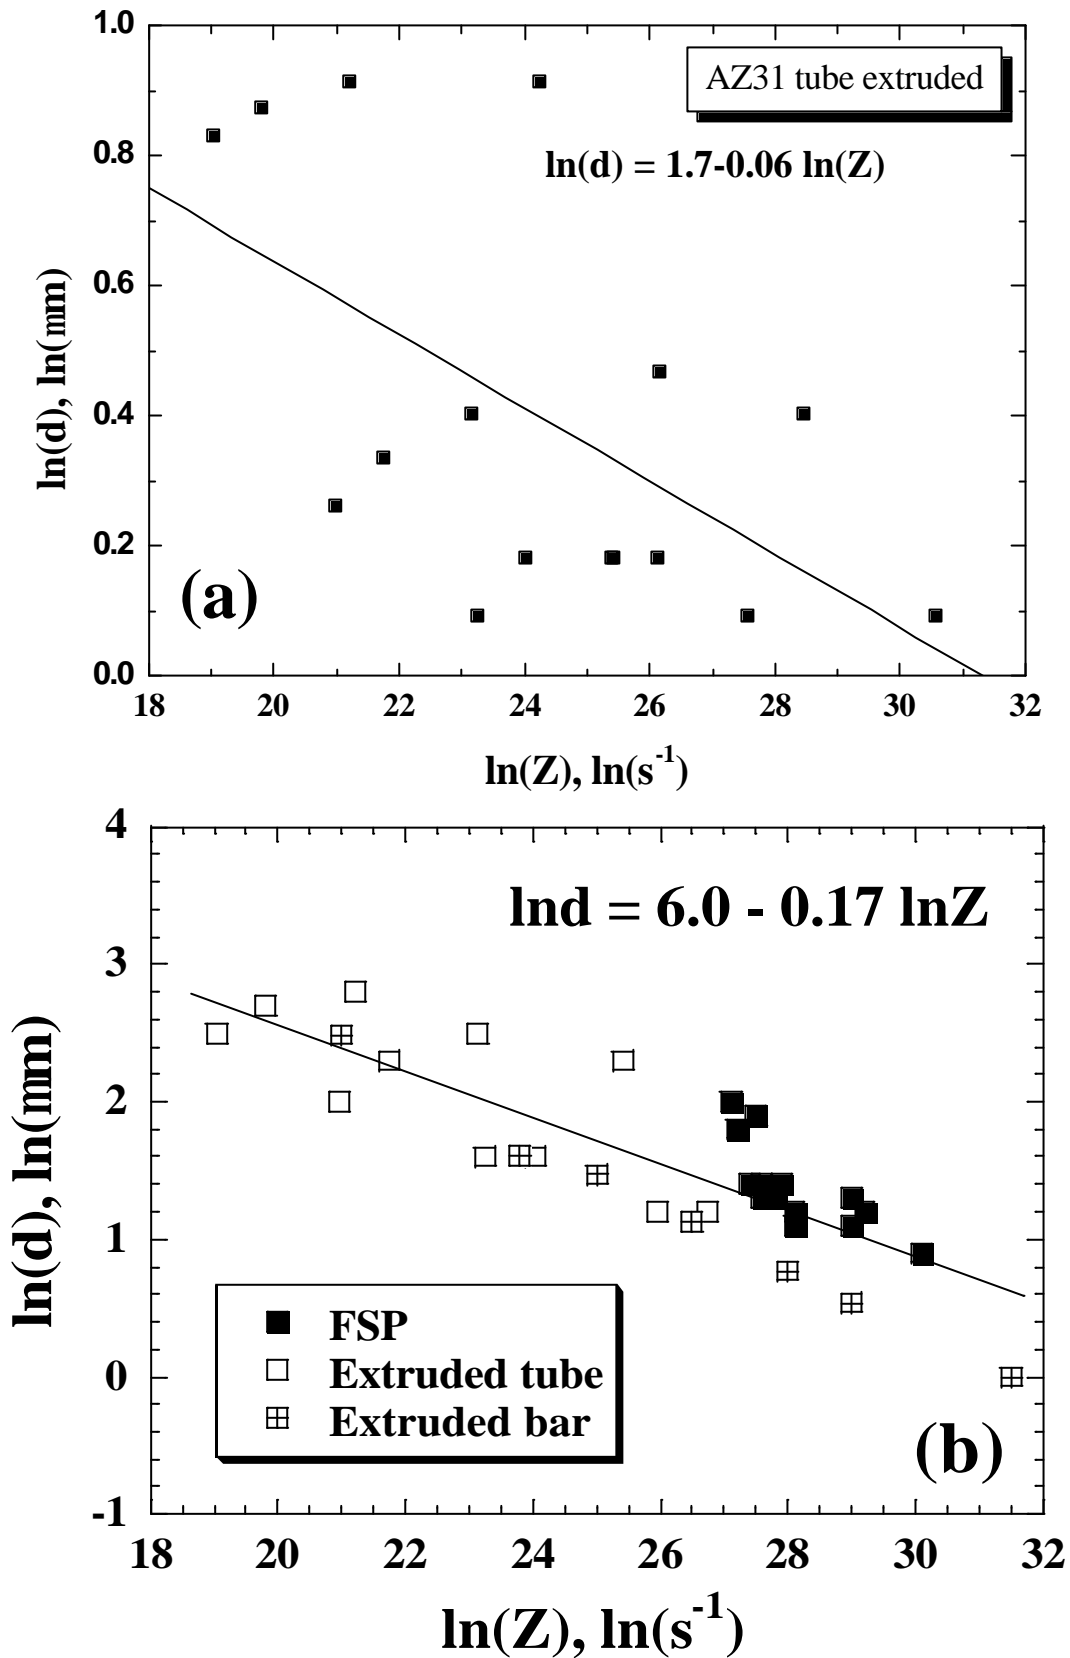 1.0
AZ31 tube extruded
ln(d) = 1.7-0.06 ln(Z)
0.8
0.6
0.4
0.2
0.0
ln(d), ln(mm)
(a)
18 20 22 24 26 28 30 32
ln(Z), ln(s-1)
4
lnd = 6.0 - 0.17 lnZ
3
2
1
0
-1
ln(d), ln(mm)
FSP
Extruded tube
Extruded bar
(b)
18 20 22 24 26 28 30 32
ln(Z), ln(s-1)